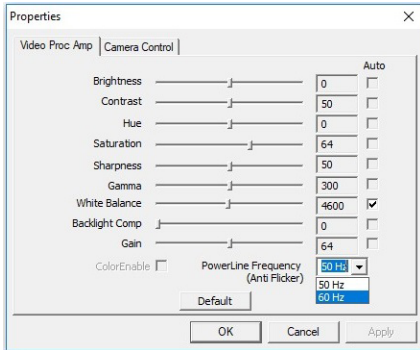 Properties
Video Proc Amp Camera Control
Auto
Brightness 0
Contrast 50
Hue 0
Saturation 64
Sharpness 50
Gamma 300
White Balance 4600
Backlight Comp 0
Gain 64
ColorEnable PowerLine Frequency 50 Hz
(Anti Flicker) 50 Hz
60 Hz
Default
OK Cancel Apply